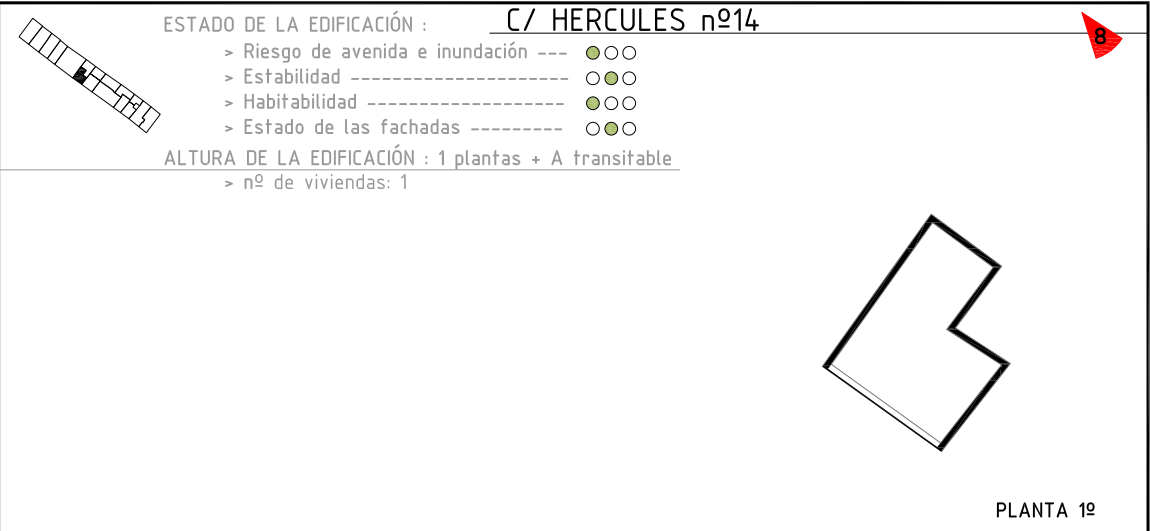 C/ HERCULES nº14
8
ESTADO DE LA EDIFICACIÓN :
> Riesgo de avenida e inundación ---
> Estabilidad ---------------------
> Habitabilidad -------------------
> Estado de las fachadas ---------
ALTURA DE LA EDIFICACIÓN : 1 plantas + A transitable
> nº de viviendas: 1
PLANTA 1º